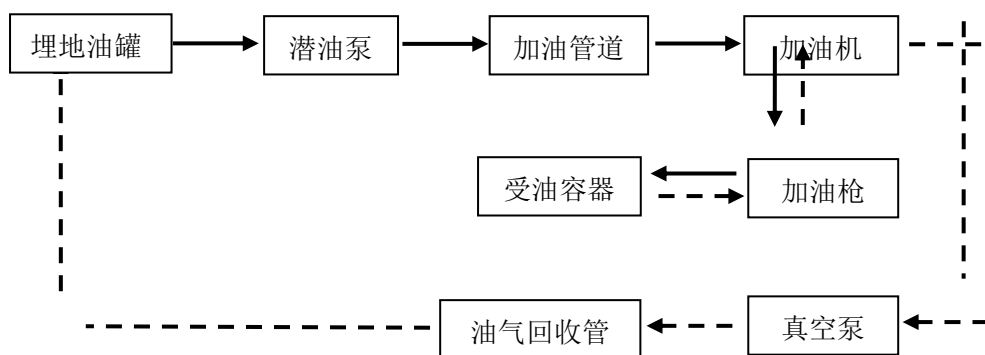 埋地油罐
潜油泵
加油管道
加油机
受油容器
加油枪
油气回收管
真空泵